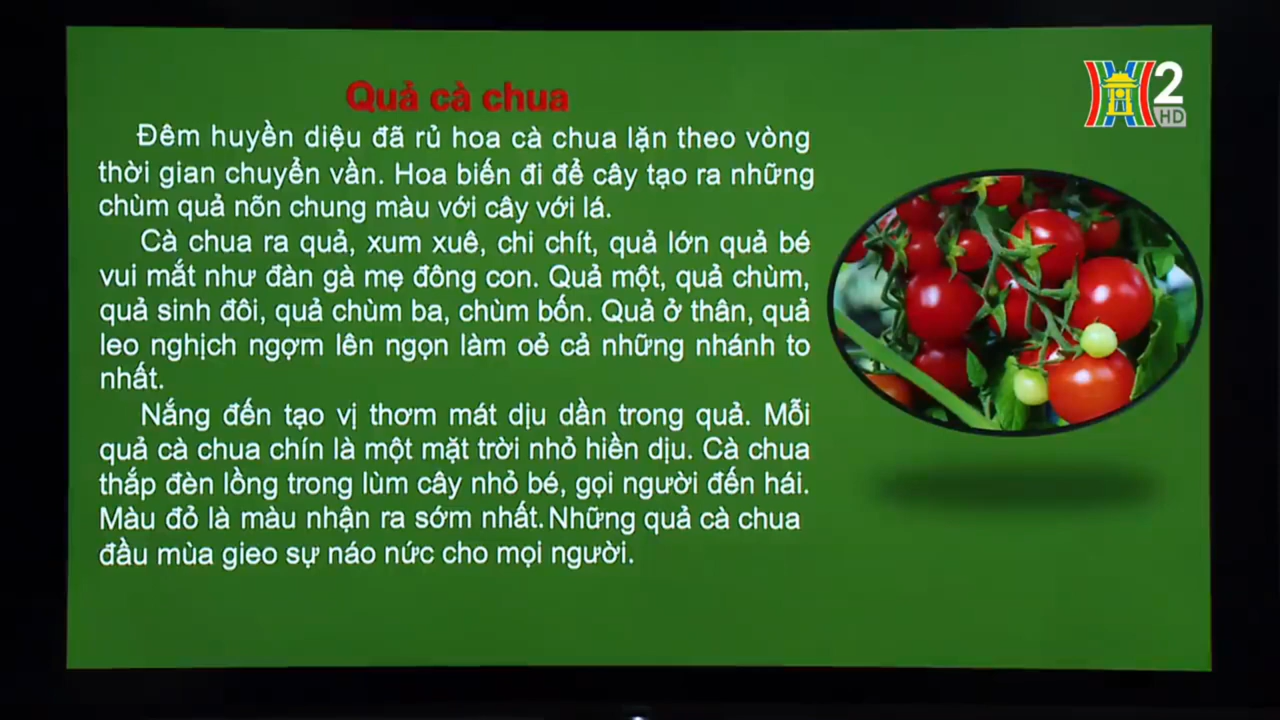 Quả cà chua
Đêm huyền diệu đã rủ hoa cà chua lặn theo vòng
thời gian chuyển vần. Hoa biến đi để cây tạo ra những
chùm quả nõn chung màu với cây với lá.
Cà chua ra quả, xum xuê, chi chít, quả lớn quả bé
vui mắt như đàn gà mẹ đông con. Quả một, quả chùm,
quả sinh đôi, quả chùm ba, chùm bốn. Quả ở thân, quả
leo nghịch ngợm lên ngọn làm oẻ cả những nhánh to
nhất.
Nắng đến tạo vị thơm mát dịu dần trong quả. Mỗi
quả cà chua chín là một mặt trời nhỏ hiền dịu. Cà chua
thắp đèn lồng trong lùm cây nhỏ bé, gọi người đến hái.
Màu đỏ là màu nhận ra sớm nhất. Những quả cà chua
đầu mùa gieo sự náo nức cho mọi người.
H2
HD